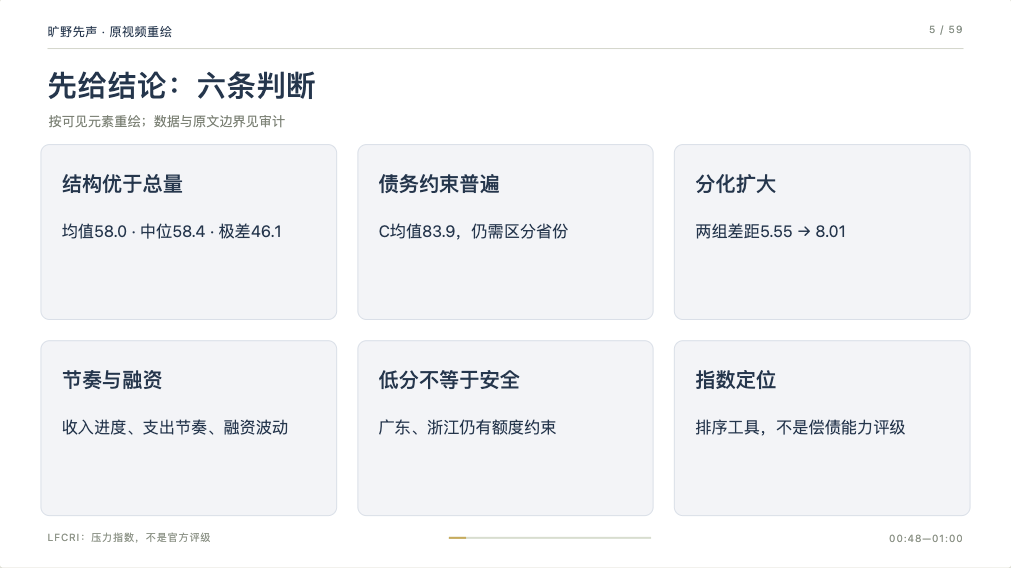 旷野先声 · 原视频重绘
5 / 59
先给结论：六条判断
按可见元素重绘；数据与原文边界见审计
结构优于总量
均值58.0 · 中位58.4 · 极差46.1
债务约束普遍
C均值83.9，仍需区分省份
分化扩大
两组差距5.55 → 8.01
节奏与融资
收入进度、支出节奏、融资波动
低分不等于安全
广东、浙江仍有额度约束
指数定位
排序工具，不是偿债能力评级
LFCRI：压力指数，不是官方评级
00:48—01:00